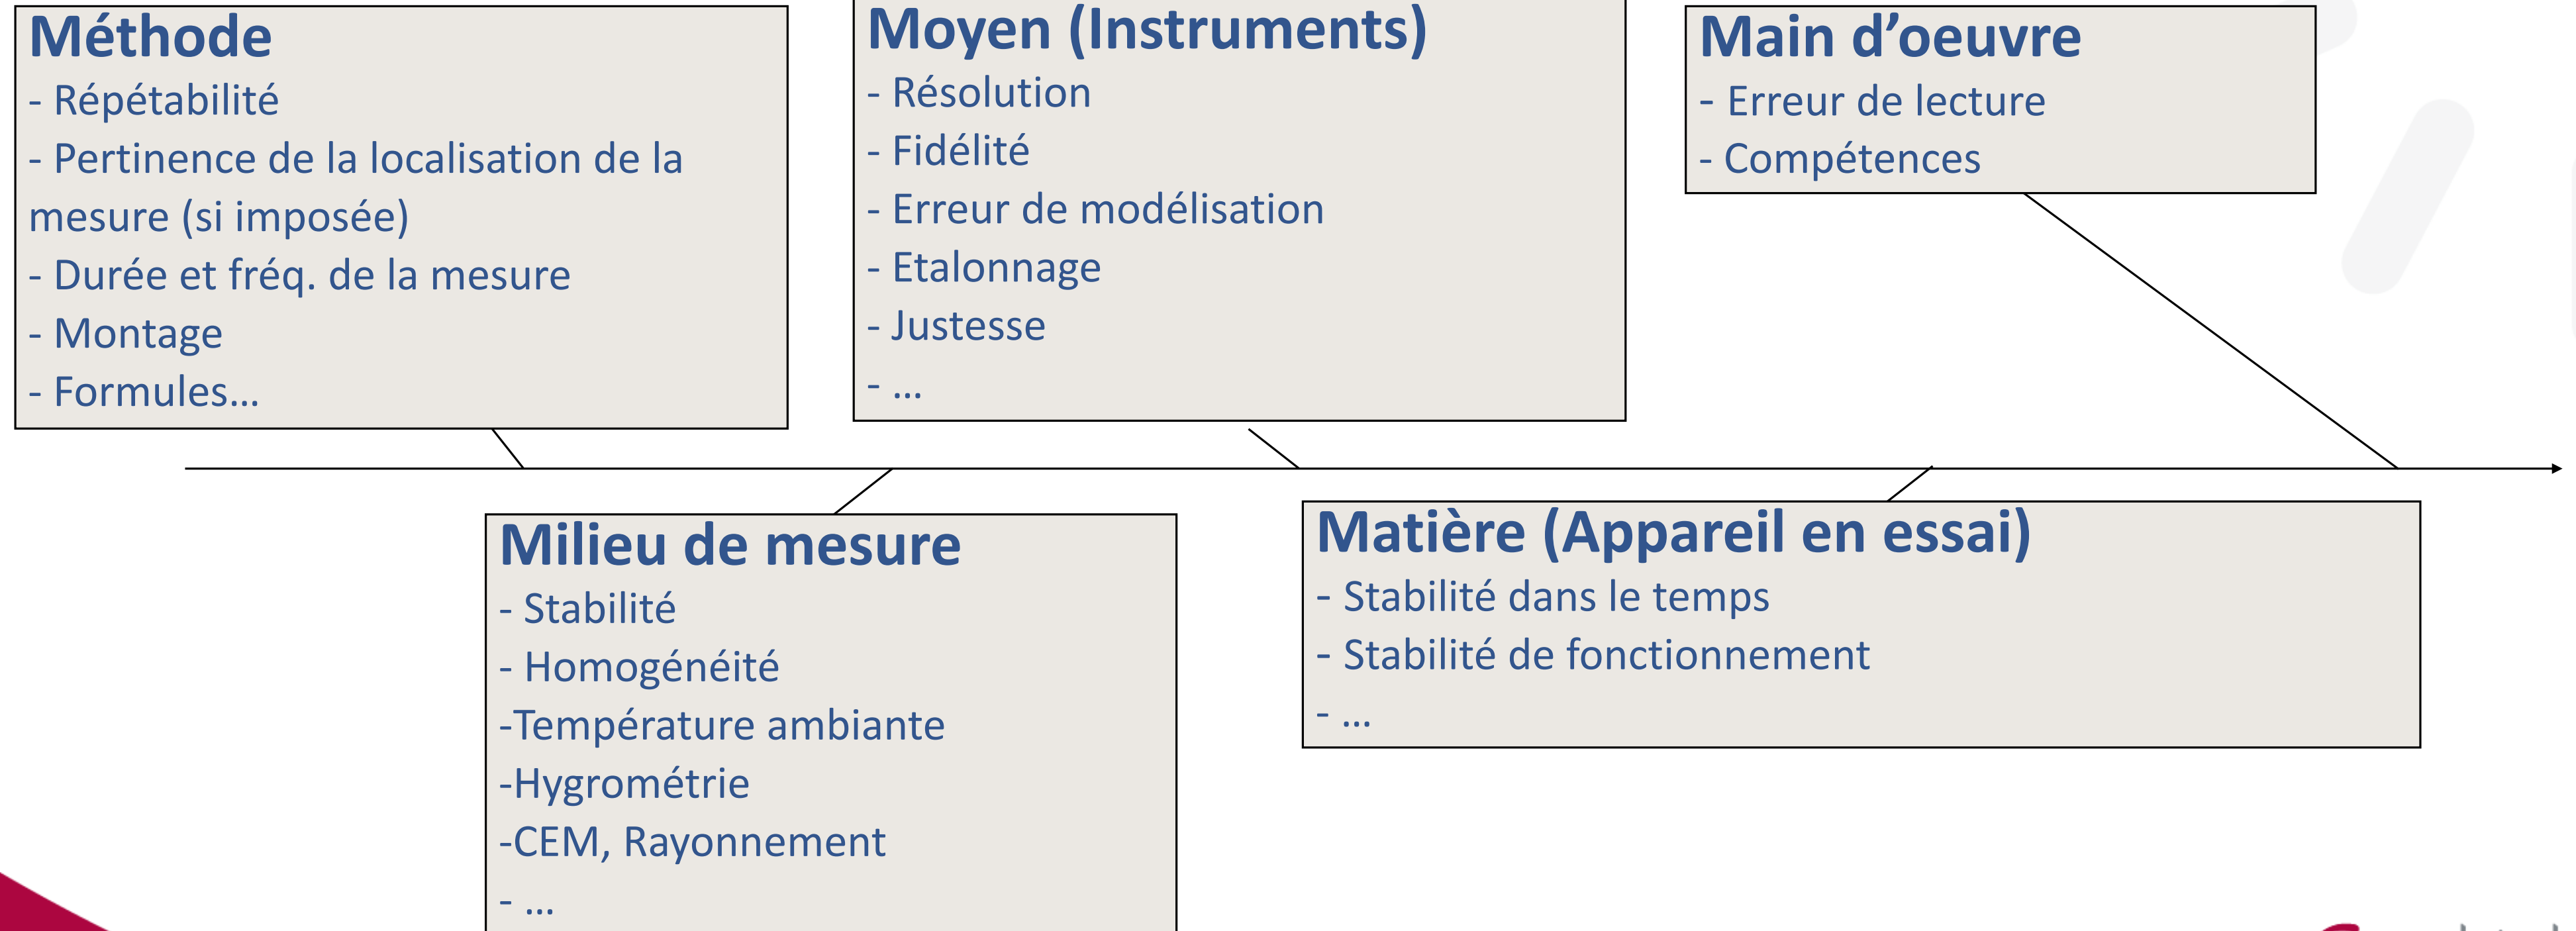 Méthode
- Répétabilité
- Pertinence de la localisation de la
mesure (si imposée)
- Durée et fréq. de la mesure
- Montage
- Formules…
Moyen (Instruments)
- Résolution
- Fidélité
- Erreur de modélisation
- Etalonnage
- Justesse
- …
Main d’oeuvre
- Erreur de lecture
- Compétences
Milieu de mesure
- Stabilité
- Homogénéité
-Température ambiante
-Hygrométrie
-CEM, Rayonnement
- …
Matière (Appareil en essai)
- Stabilité dans le temps
- Stabilité de fonctionnement
- …